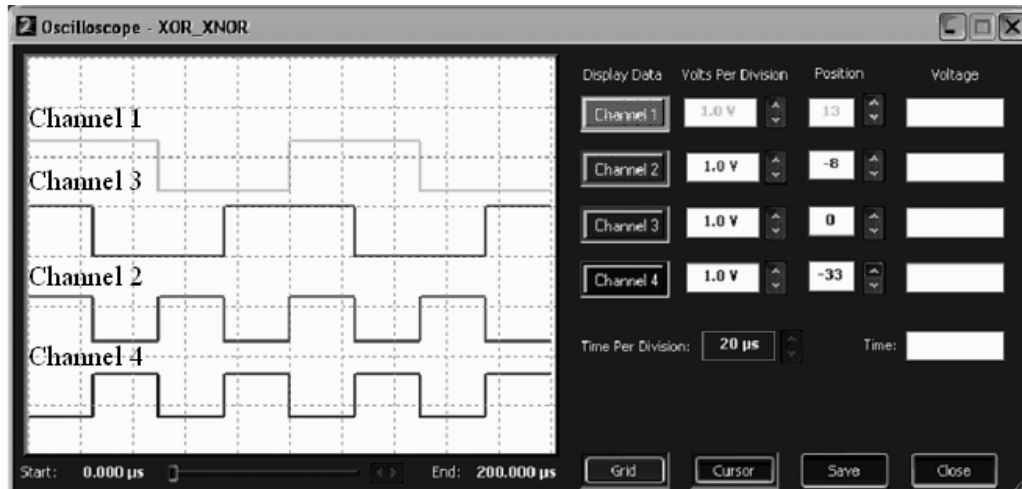 Oscilloscope - XOR_XNOR
Display Data Volts Per Division Position Voltage
Channel 1 1.0 V 13
Channel 2 1.0 V -8
Channel 3 1.0 V 0
Channel 4 1.0 V -33
Time Per Division: 20 µs Time:
Channel 1
Channel 3
Channel 2
Channel 4
Start: 0.000 µs End: 200.000 µs Grid Cursor Save Close